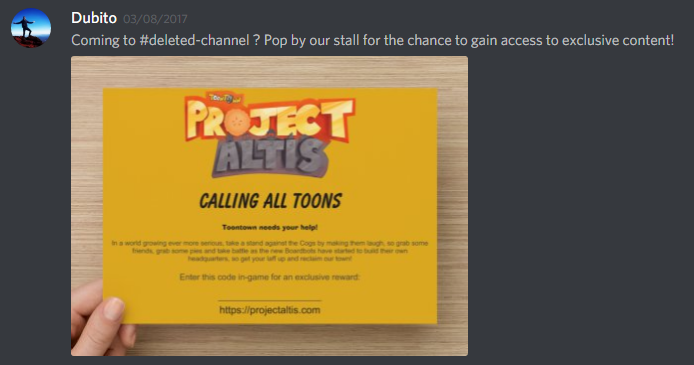 Dubito 03/08/2017
Coming to #deleted-channel ? Pop by our stall for the chance to gain access to exclusive content!
PROJECT
ALTIS
CALLING ALL TOONS
Toontown needs your help!
In a world growing ever more serious, take a stand against the Cogs by making them laugh, so grab some
friends, grab some pies and take battle as the new Boardbots have started to build their own
headquarters, so get your laff up and reclaim our town!
Enter this code in-game for an exclusive reward:
https://projectaltis.com